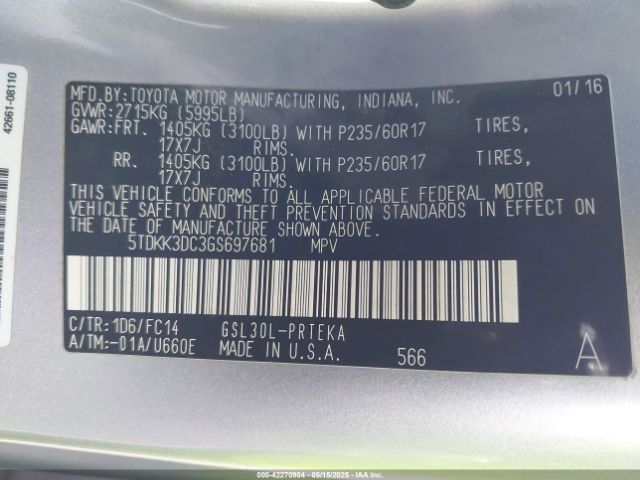 42661-08110
MFD.BY:TOYOTA MOTOR MANUFACTURING, INDIANA, INC. 01/16
GVWR:2715KG (5995LB)
GAWR:FRT. 1405KG (3100LB) WITH P235/60R17 TIRES,
17X7J RIMS.
RR. 1405KG (3100LB) WITH P235/60R17 TIRES,
17X7J RIMS.
THIS VEHICLE CONFORMS TO ALL APPLICABLE FEDERAL MOTOR
VEHICLE SAFETY AND THEFT PREVENTION STANDARDS IN EFFECT ON
THE DATE OF MANUFACTURE SHOWN ABOVE.
5TDKK3DC3GS697681 MPV
C/TR: 1D6/FC14 GSL30L-PRTEKA
A/TM:-01A/U660E MADE IN U.S.A. 566 A
000-42270904 - 05/15/2025 - IAA Inc.